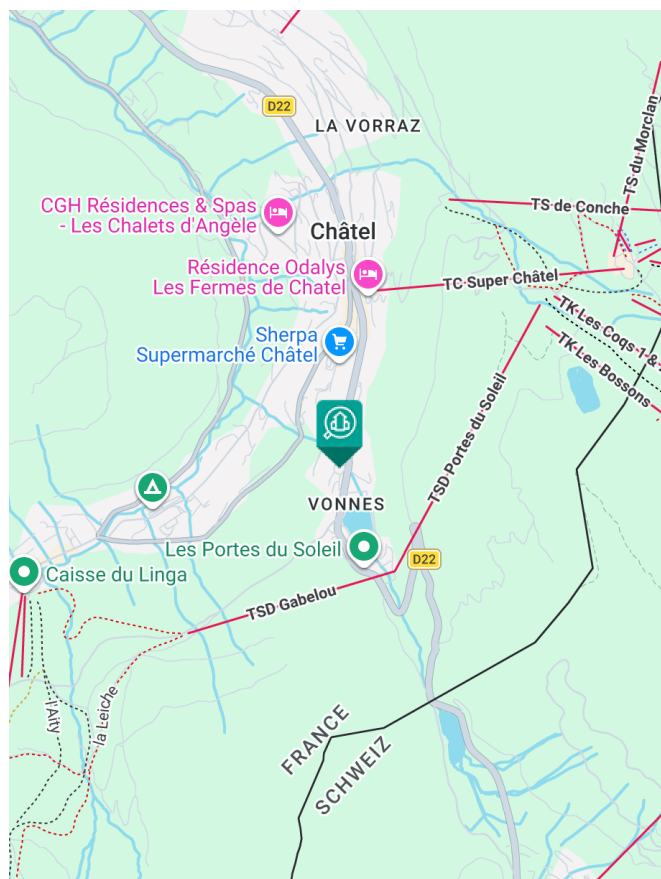 D22
LA VORRAZ
TS du Morclan
CGH Résidences & Spas
- Les Chalets d'Angèle
TS de Conche
Châtel
Résidence Odalys
Les Fermes de Chatel
TC Super Châtel
Sherpa
Supermarché Châtel
TK Les Coqs 1 &
TK Les Bossons
TSD Portes du Soleil
VONNES
Les Portes du Soleil
D22
Caisse du Linga
TSD Gabelou
l'Aity
la Leiche
FRANCE
SCHWEIZ